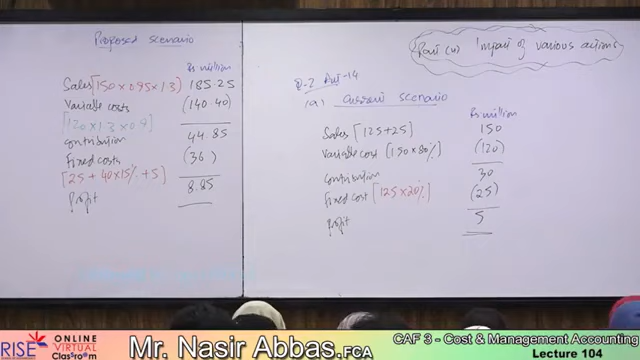 Proposed scenario
Rs million
Sales [150 x 0.95 x 1.3] 185.25
Variable costs (140.40)
[120 x 1.3 x 0.9]
Contribution 44.85
Fixed costs (36)
[25 + 40 x 15% + 5]
8.85
Profit
Part (v) Impact of various actions
Q-2 Aut-14
(a) Current scenario
Rs million
Sales [125+25] 150
Variable cost [150 x 80%] (120)
Contribution 30
Fixed cost [125 x 20%] (25)
Profit 5
RISE ONLINE VIRTUAL Classroom
Mr. Nasir Abbas.FCA
CAF 3 - Cost & Management Accounting
Lecture 104